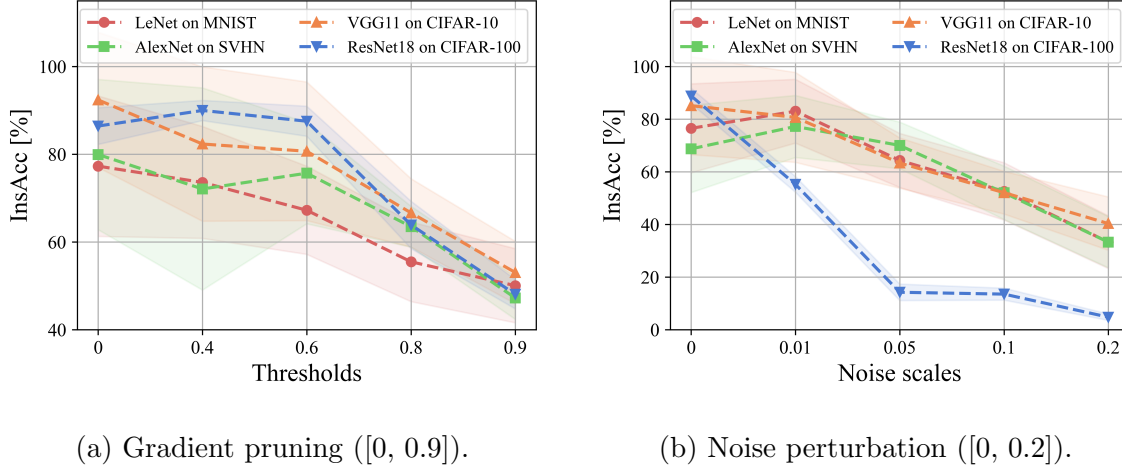 LeNet on MNIST
AlexNet on SVHN
VGG11 on CIFAR-10
ResNet18 on CIFAR-100
InsAcc [%]
100
80
60
40
0 0.4 0.6 0.8 0.9
Thresholds
(a) Gradient pruning ([0, 0.9]).
LeNet on MNIST
AlexNet on SVHN
VGG11 on CIFAR-10
ResNet18 on CIFAR-100
InsAcc [%]
100
80
60
40
20
0
0 0.01 0.05 0.1 0.2
Noise scales
(b) Noise perturbation ([0, 0.2]).